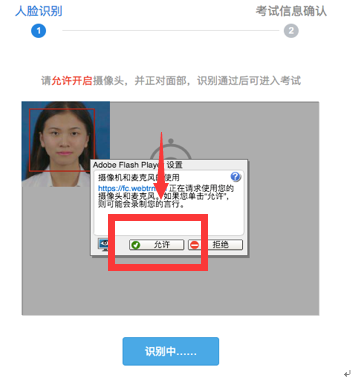 人脸识别
考试信息确认
1
2
请允许开启摄像头，并正对面部，识别通过后可进入考试
Adobe Flash Player 设置
摄像机和麦克风 使用
https://fc.webtrn 正在请求使用您的
摄像头和麦克风。如果您单击“允许”，
则可能会录制您的言行。
允许
拒绝
识别中……